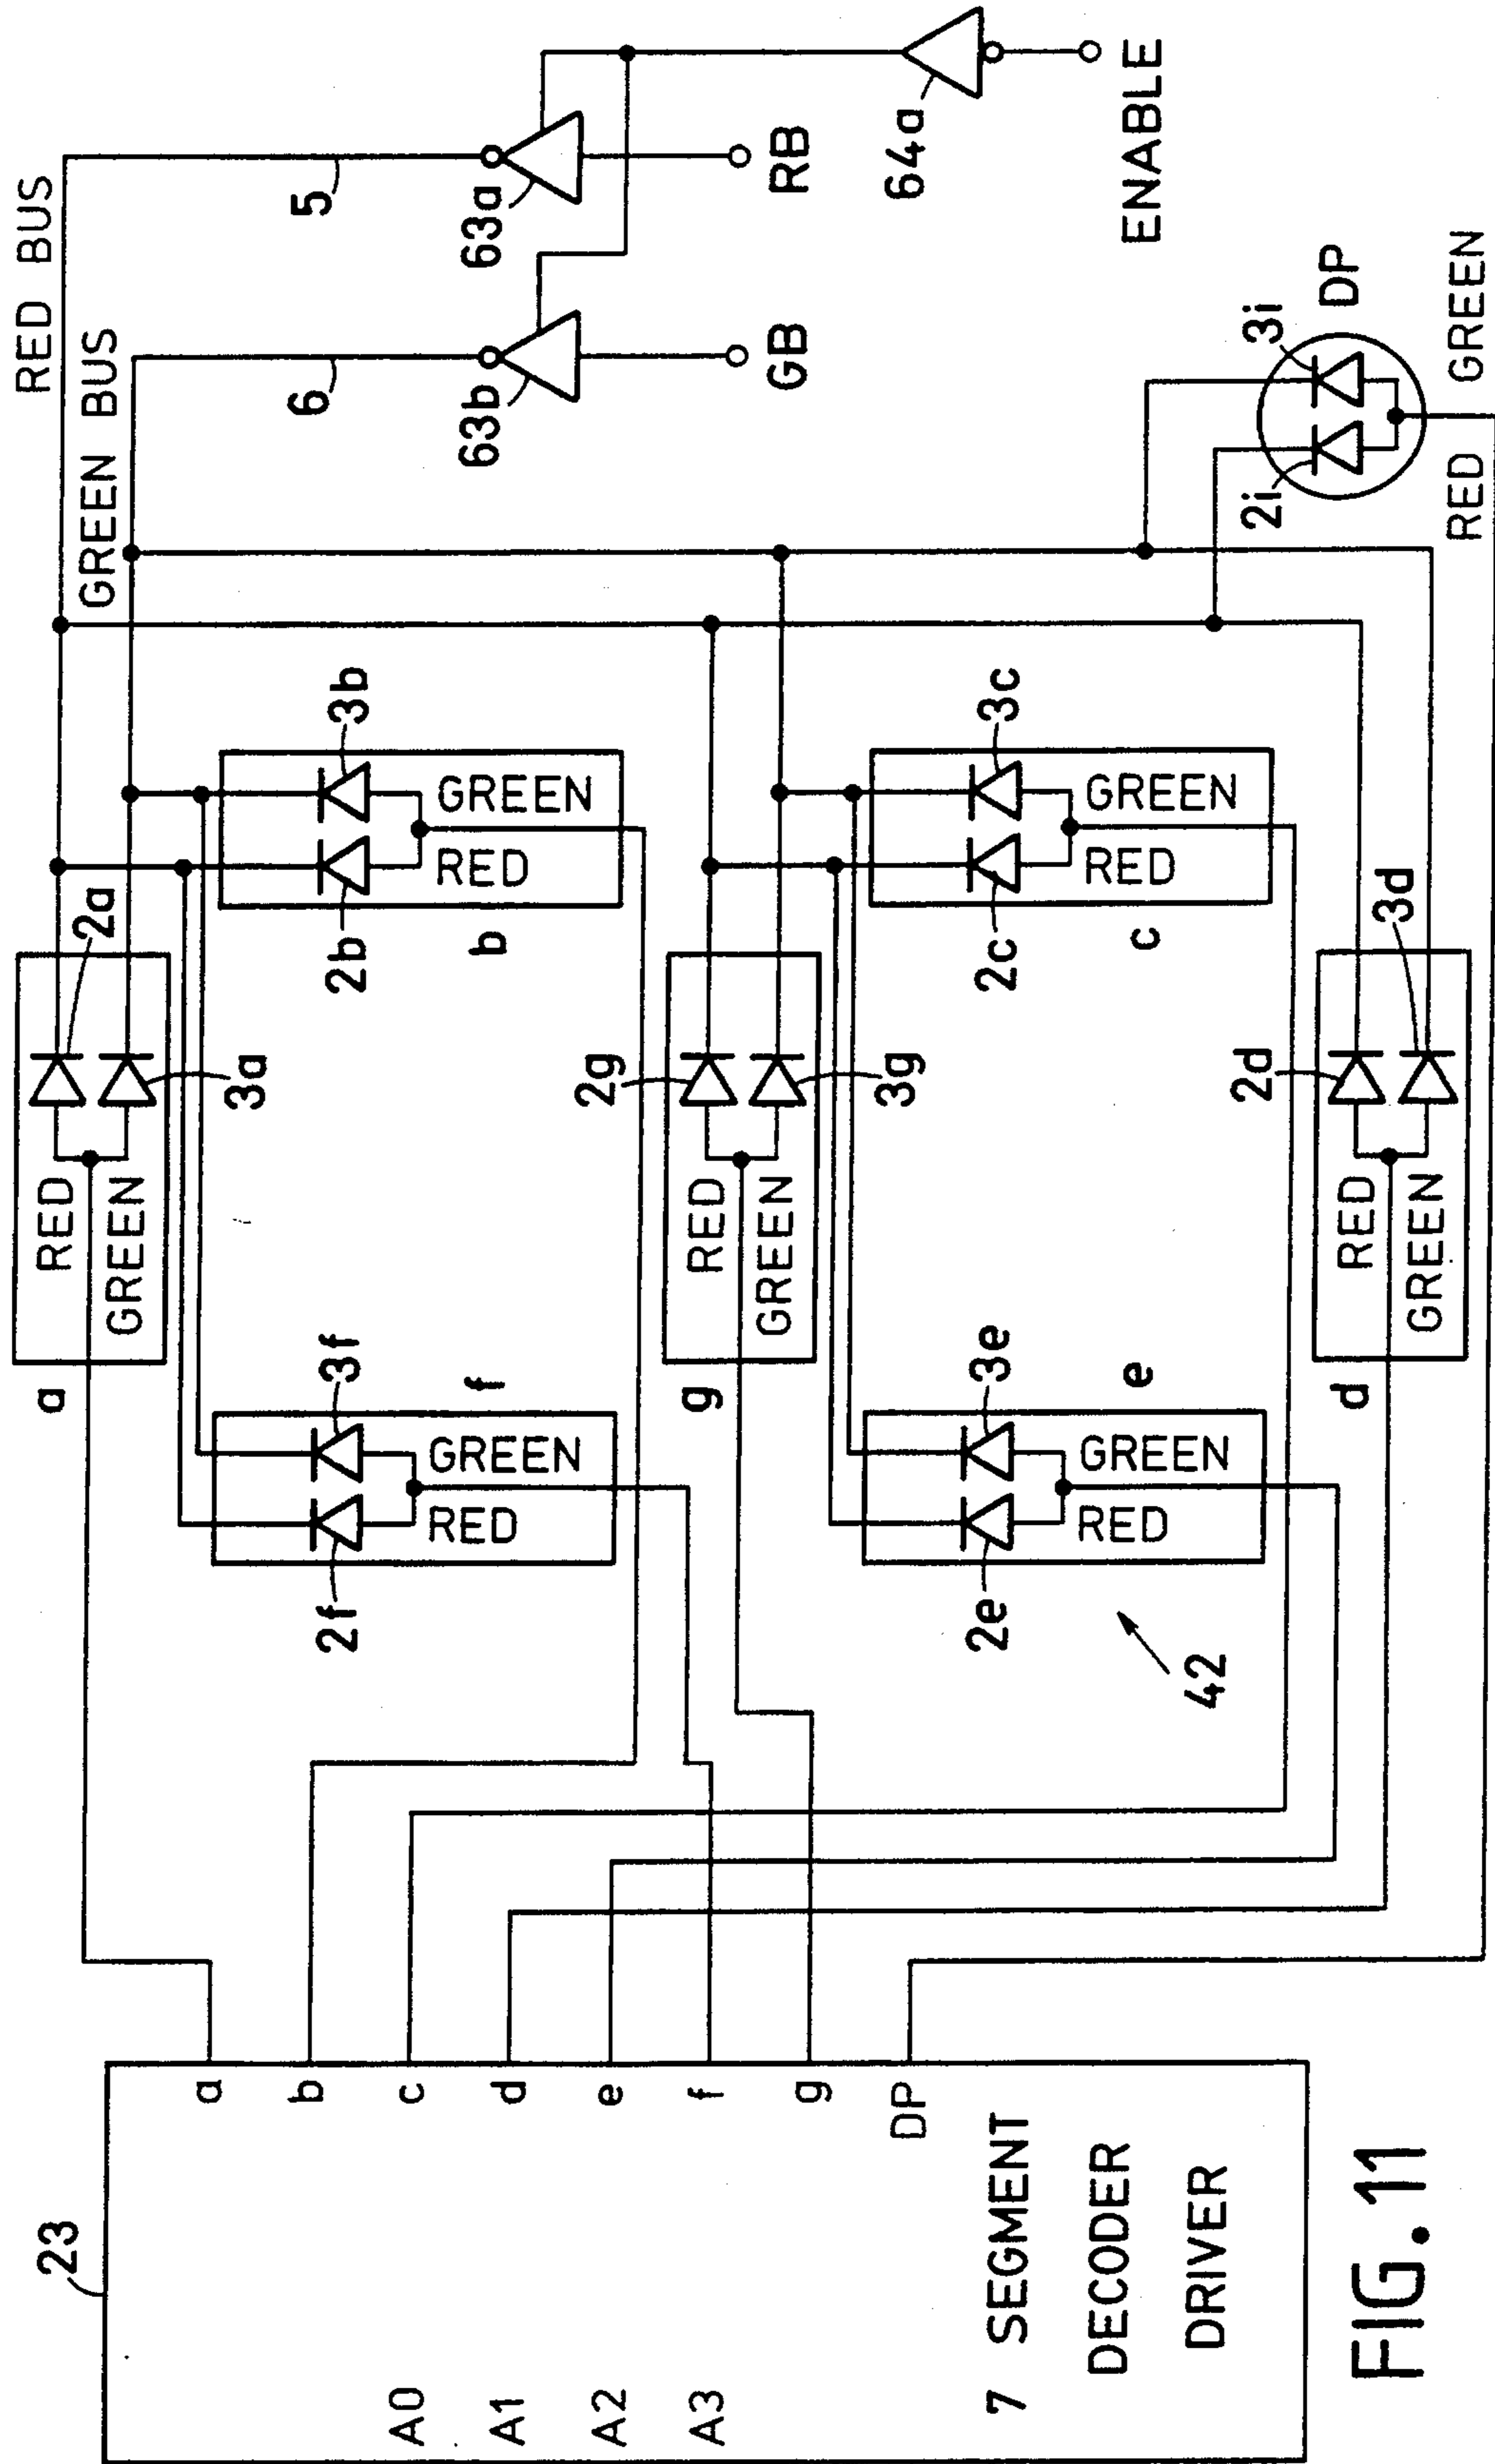 23
A0
A1
A2
A3
7 SEGMENT
DECODER
DRIVER
a
b
c
d
e
f
g
DP
a
RED
GREEN
2a
3a
f
2f
3f
RED
GREEN
b
2b
3b
RED
GREEN
g
RED
GREEN
2g
3g
e
2e
3e
RED
GREEN
c
2c
3c
RED
GREEN
d
RED
GREEN
2d
3d
42
RED BUS
GREEN BUS
5
6
63a
63b
RB
GB
64a
ENABLE
DP
2i
3i
RED
GREEN
FIG. 11